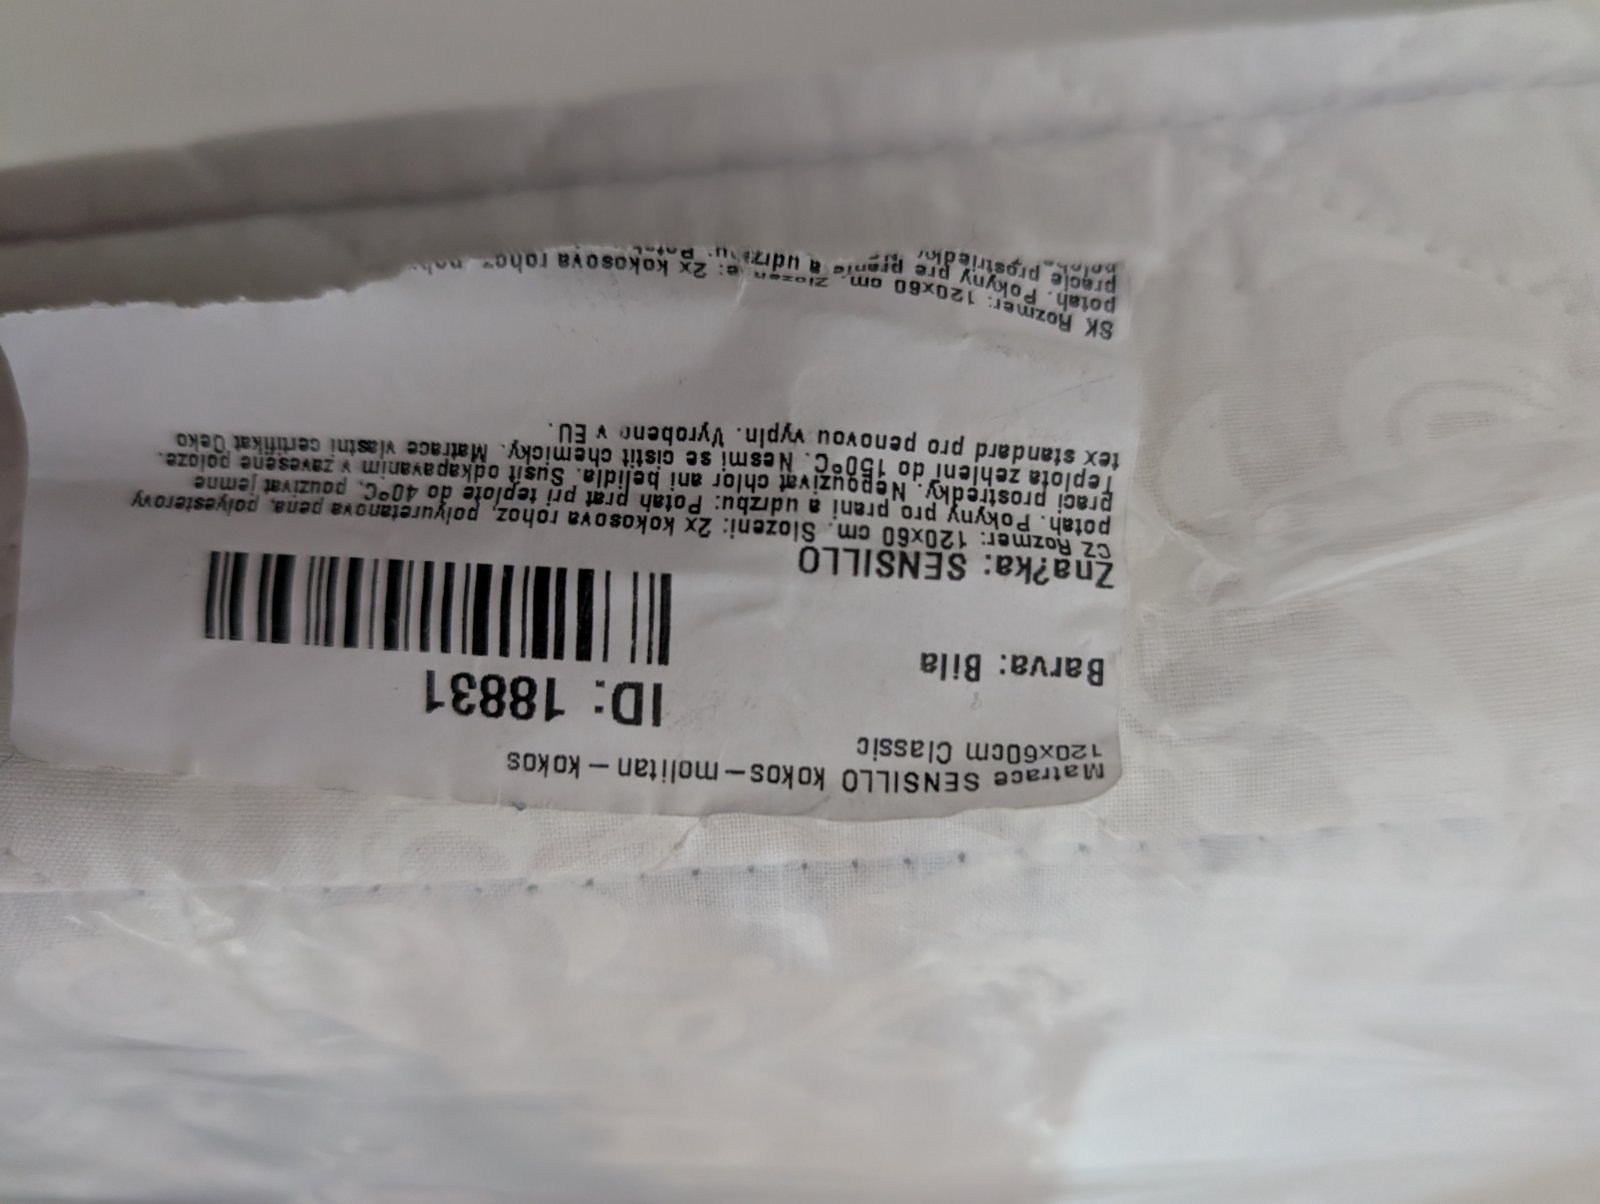 Matrace SENSILLO kokos-molitan-kokos
120x60cm Classic
ID: 18831
Barva: Bila
Zna?ka: SENSILLO
CZ Rozmer: 120x60 cm. Slozeni: 2x kokosova rohoz, polyuretanova pena, polyesterovy
potah. Pokyny pro prani a udrzbu: Potah prat pri teplote do 40ºC, pouzivat jemne
praci prostredky. Nepouzivat chlor ani belidla. Susit odkapavanim v zavesene poloze.
Teplota zehleni do 150ºC. Nesmi se cistit chemicky. Matrace vlastni certifikat Oeko
tex standard pro penovou vypln. Vyrobeno v EU.
SK Rozmer: 120x60 cm. Zlozenie: 2x kokosova
potah. Pokyny pre pranie a udrzbu:
pracie prostriedky